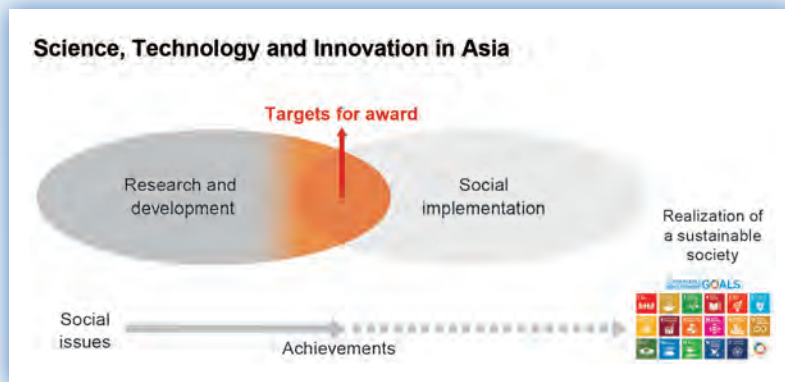 Science, Technology and Innovation in Asia
Targets for award
Research and
development
Social
implementation
Realization of
a sustainable
society
GOALS
Social
issues
Achievements